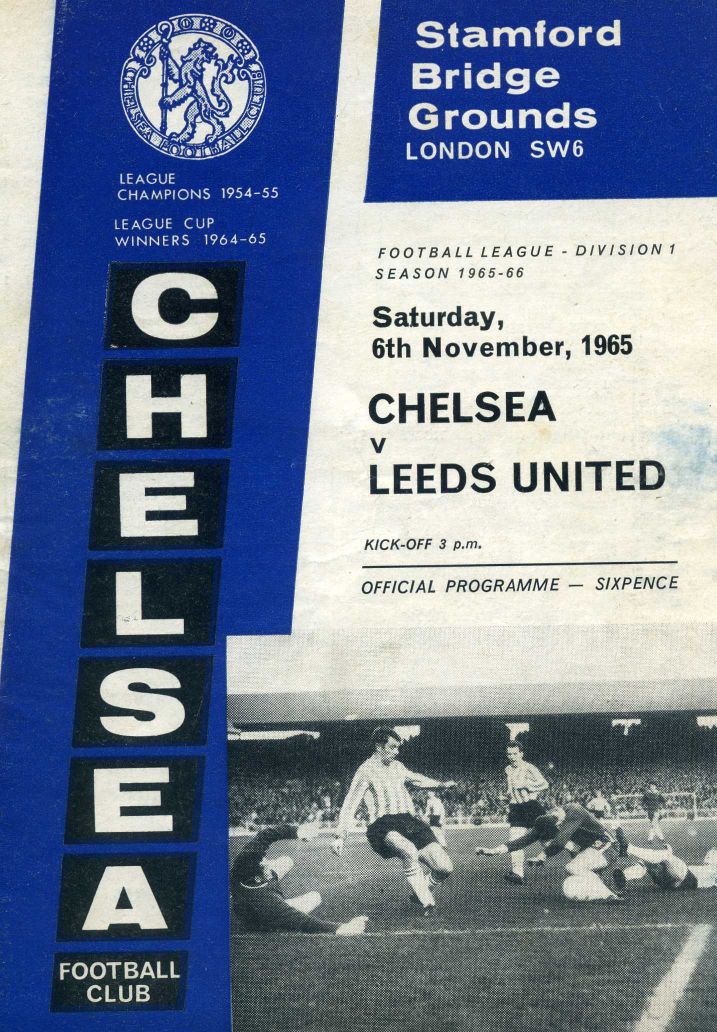 CHELSEA FOOTBALL CLUB
LEAGUE
CHAMPIONS 1954-55
LEAGUE CUP
WINNERS 1964-65
CHELSEA
FOOTBALL
CLUB
Stamford
Bridge
Grounds
LONDON SW6
FOOTBALL LEAGUE - DIVISION 1
SEASON 1965-66
Saturday,
6th November, 1965
CHELSEA
v
LEEDS UNITED
KICK-OFF 3 p.m.
OFFICIAL PROGRAMME — SIXPENCE